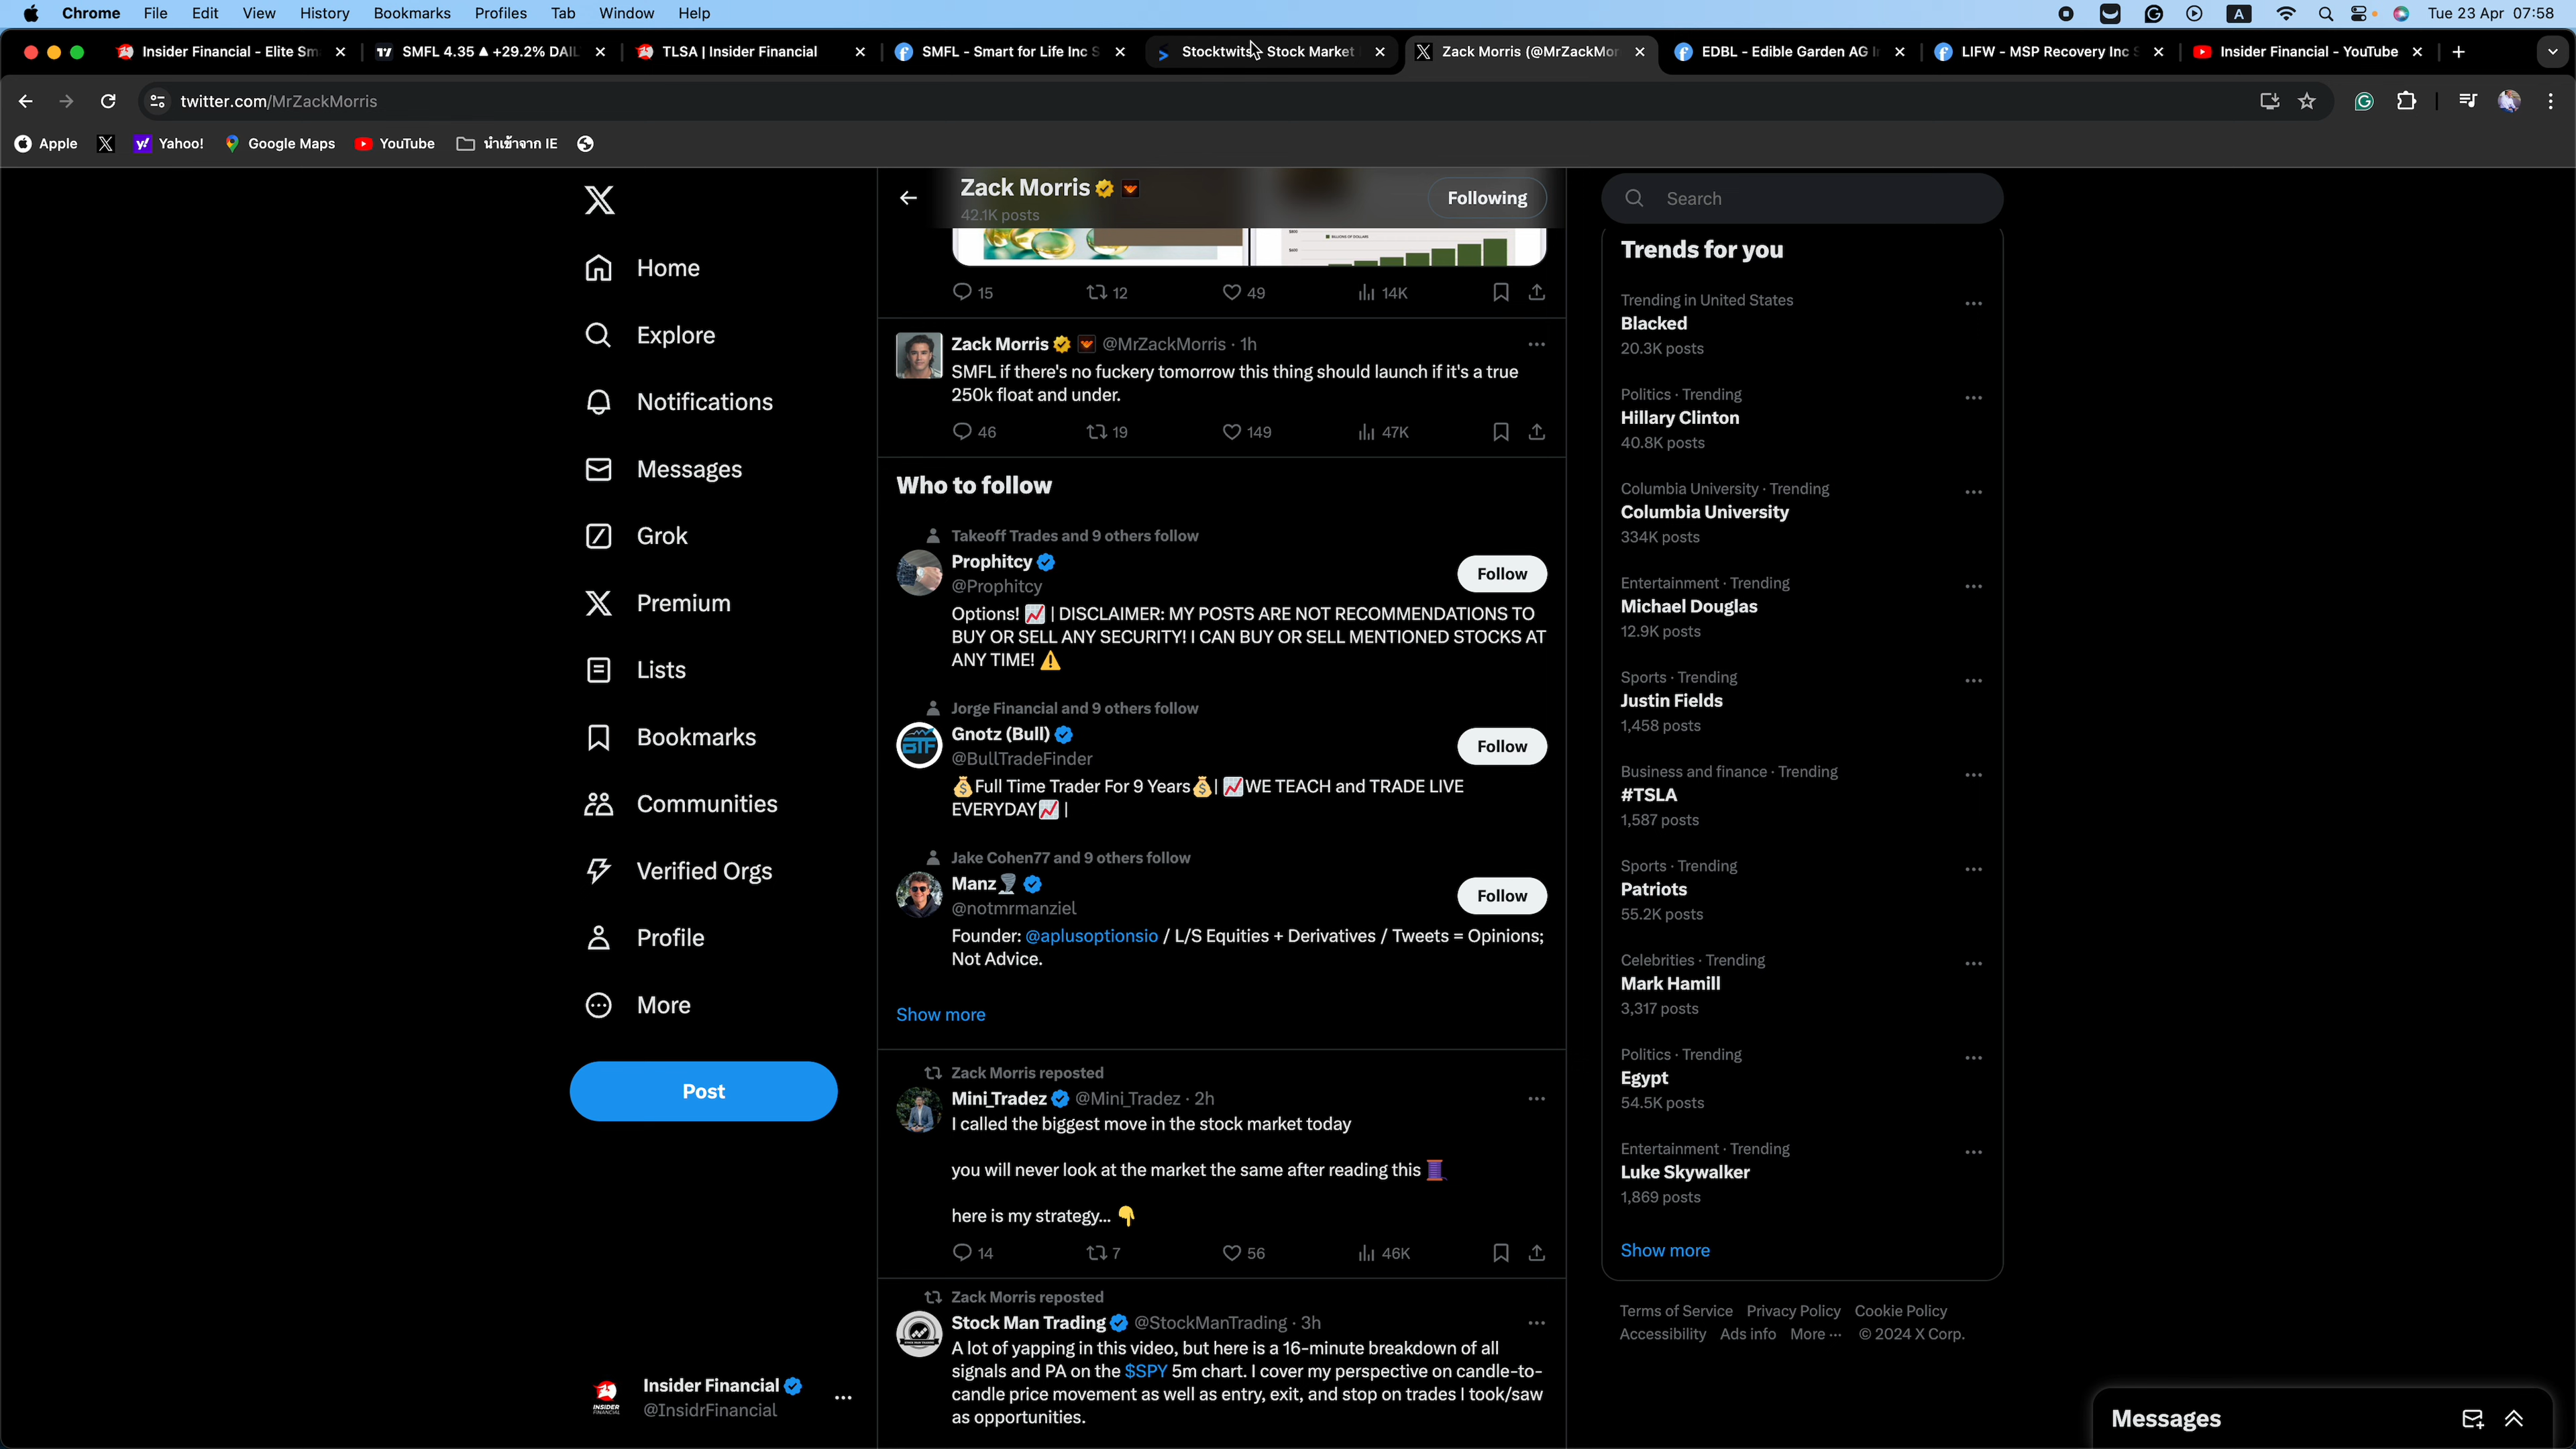 Chrome File Edit View History Bookmarks Profiles Tab Window Help
A Tue 23 Apr 07:58
Insider Financial - Elite Sm
SMFL 4.35 ▲ +29.2% DAIL
TLSA | Insider Financial
SMFL - Smart for Life Inc S
Stocktwits - Stock Market
Zack Morris (@MrZackMor
EDBL - Edible Garden AG I
LIFW - MSP Recovery Inc S
Insider Financial - YouTube
twitter.com/MrZackMorris
Apple
Yahoo!
Google Maps
YouTube
นำเข้าจาก IE
Home
Explore
Notifications
Messages
Grok
Premium
Lists
Bookmarks
Communities
Verified Orgs
Profile
More
Post
Insider Financial
@InsidrFinancial
INSIDER
Zack Morris
42.1K posts
Following
15 12 49 14K
Zack Morris @MrZackMorris · 1h
SMFL if there's no fuckery tomorrow this thing should launch if it's a true
250k float and under.
46 19 149 47K
Who to follow
Takeoff Trades and 9 others follow
Prophitcy
@Prophitcy
Follow
Options! 📈 | DISCLAIMER: MY POSTS ARE NOT RECOMMENDATIONS TO
BUY OR SELL ANY SECURITY! I CAN BUY OR SELL MENTIONED STOCKS AT
ANY TIME! ⚠️
Jorge Financial and 9 others follow
Gnotz (Bull)
@BullTradeFinder
BTF
Follow
💰Full Time Trader For 9 Years💰| 📈WE TEACH and TRADE LIVE
EVERYDAY📈 |
Jake Cohen77 and 9 others follow
Manz🌪️
@notmrmanziel
Follow
Founder: @aplusoptionsio / L/S Equities + Derivatives / Tweets = Opinions;
Not Advice.
Show more
Zack Morris reposted
Mini_Tradez @Mini_Tradez · 2h
I called the biggest move in the stock market today
you will never look at the market the same after reading this 🧵
here is my strategy... 👇
14 7 56 46K
Zack Morris reposted
Stock Man Trading @StockManTrading · 3h
A lot of yapping in this video, but here is a 16-minute breakdown of all
signals and PA on the $SPY 5m chart. I cover my perspective on candle-to-
candle price movement as well as entry, exit, and stop on trades I took/saw
as opportunities.
Search
Trends for you
Trending in United States
Blacked
20.3K posts
Politics · Trending
Hillary Clinton
40.8K posts
Columbia University · Trending
Columbia University
334K posts
Entertainment · Trending
Michael Douglas
12.9K posts
Sports · Trending
Justin Fields
1,458 posts
Business and finance · Trending
#TSLA
1,587 posts
Sports · Trending
Patriots
55.2K posts
Celebrities · Trending
Mark Hamill
3,317 posts
Politics · Trending
Egypt
54.5K posts
Entertainment · Trending
Luke Skywalker
1,869 posts
Show more
Terms of Service Privacy Policy Cookie Policy
Accessibility Ads info More ··· © 2024 X Corp.
Messages